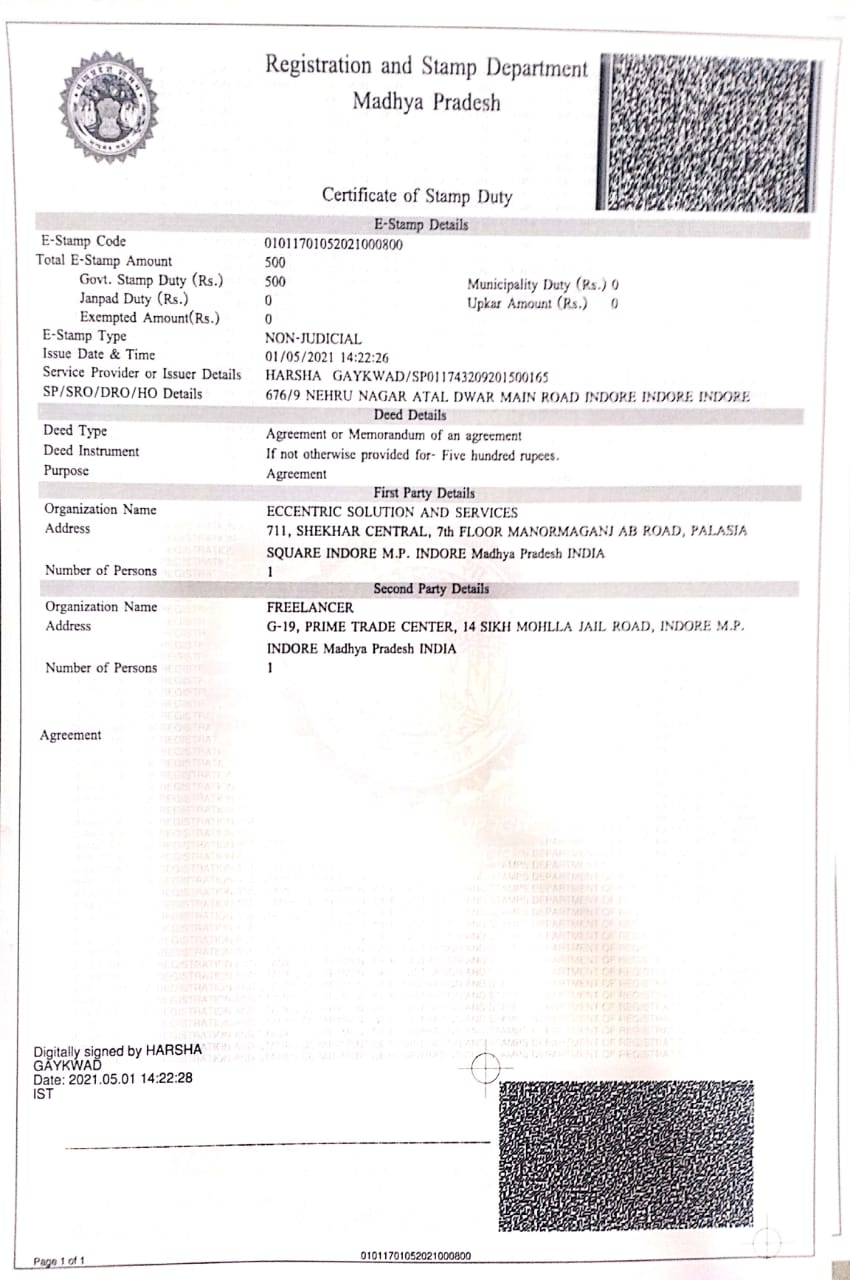 Registration and Stamp Department
Madhya Pradesh
Certificate of Stamp Duty
E-Stamp Details
E-Stamp Code 01011701052021000800
Total E-Stamp Amount 500
Govt. Stamp Duty (Rs.) 500 Municipality Duty (Rs.) 0
Janpad Duty (Rs.) 0 Upkar Amount (Rs.) 0
Exempted Amount(Rs.) 0
E-Stamp Type NON-JUDICIAL
Issue Date & Time 01/05/2021 14:22:26
Service Provider or Issuer Details HARSHA GAYKWAD/SP011743209201500165
SP/SRO/DRO/HO Details 676/9 NEHRU NAGAR ATAL DWAR MAIN ROAD INDORE INDORE INDORE
Deed Details
Deed Type Agreement or Memorandum of an agreement
Deed Instrument If not otherwise provided for- Five hundred rupees.
Purpose Agreement
First Party Details
Organization Name ECCENTRIC SOLUTION AND SERVICES
Address 711, SHEKHAR CENTRAL, 7th FLOOR MANORMAGANJ AB ROAD, PALASIA
SQUARE INDORE M.P. INDORE Madhya Pradesh INDIA
Number of Persons 1
Second Party Details
Organization Name FREELANCER
Address G-19, PRIME TRADE CENTER, 14 SIKH MOHLLA JAIL ROAD, INDORE M.P.
INDORE Madhya Pradesh INDIA
Number of Persons 1
Agreement
Digitally signed by HARSHA
GAYKWAD
Date: 2021.05.01 14:22:28
IST
Page 1 of 1 01011701052021000800